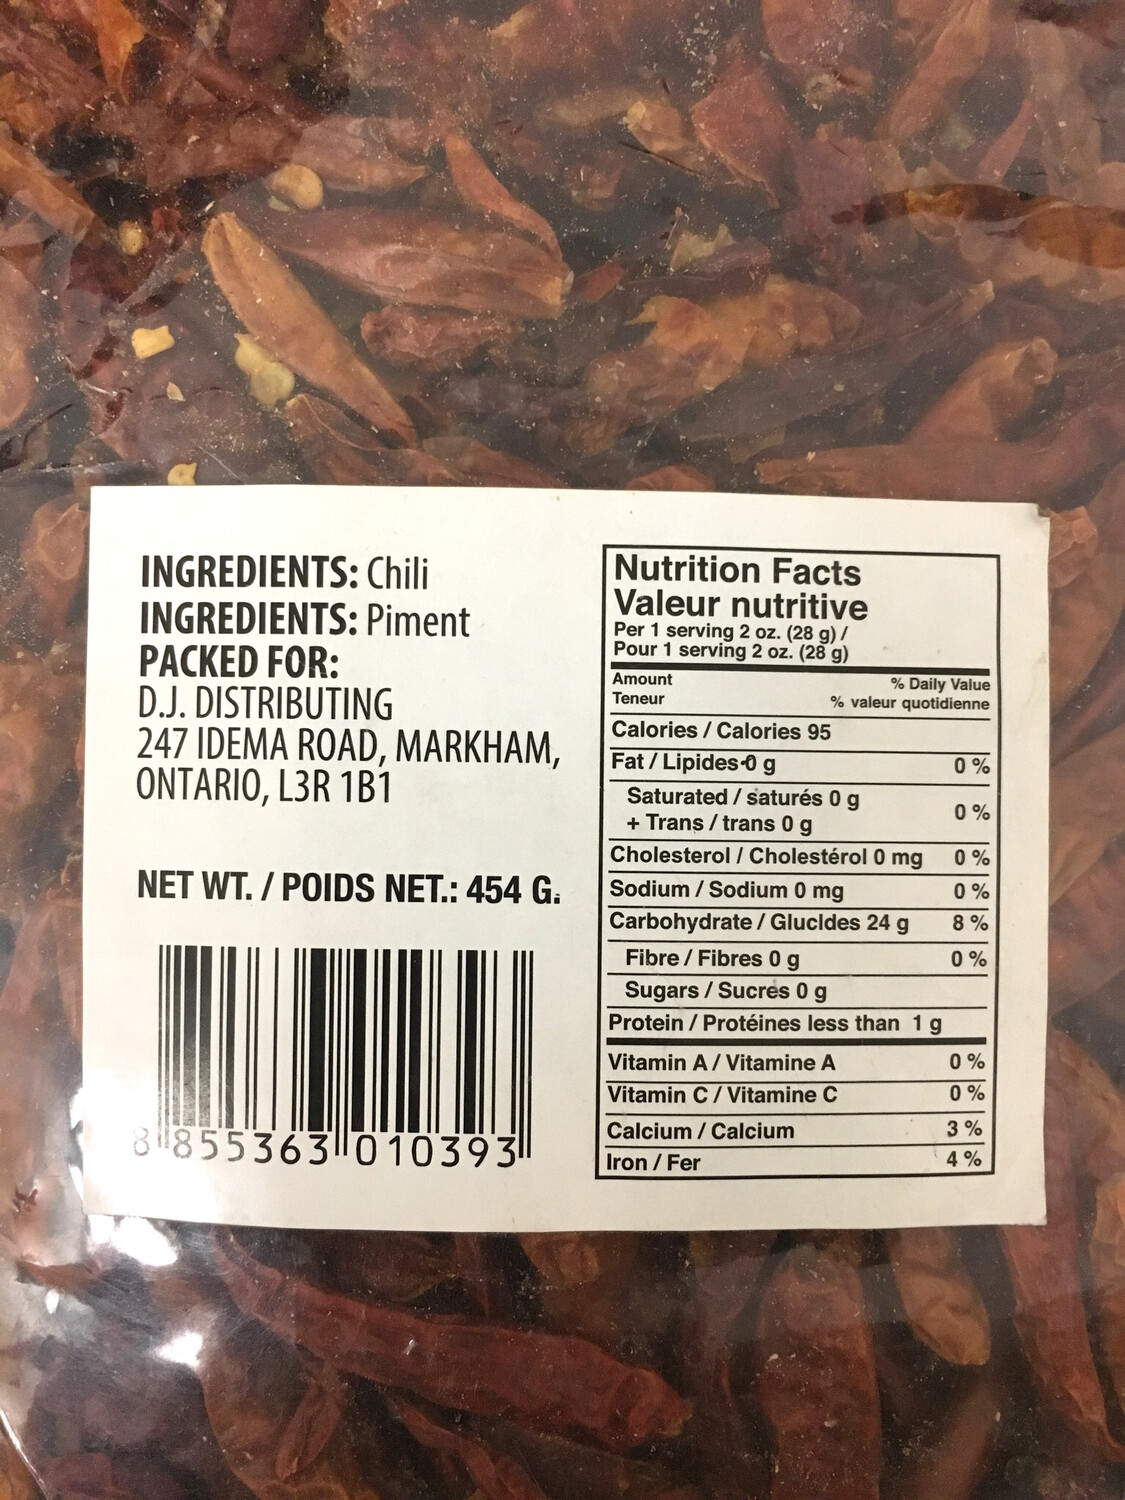 INGREDIENTS: Chili
INGREDIENTS: Piment
PACKED FOR:
D.J. DISTRIBUTING
247 IDEMA ROAD, MARKHAM,
ONTARIO, L3R 1B1
NET WT. / POIDS NET.: 454 G.
8 855363 010393
Nutrition Facts
Valeur nutritive
Per 1 serving 2 oz. (28 g) /
Pour 1 serving 2 oz. (28 g)
Amount % Daily Value
Teneur % valeur quotidienne
Calories / Calories 95
Fat / Lipides 0 g 0 %
Saturated / saturés 0 g
+ Trans / trans 0 g 0 %
Cholesterol / Cholestérol 0 mg 0 %
Sodium / Sodium 0 mg 0 %
Carbohydrate / Glucldes 24 g 8 %
Fibre / Fibres 0 g 0 %
Sugars / Sucres 0 g
Protein / Protéines less than 1 g
Vitamin A / Vitamine A 0 %
Vitamin C / Vitamine C 0 %
Calcium / Calcium 3 %
Iron / Fer 4 %